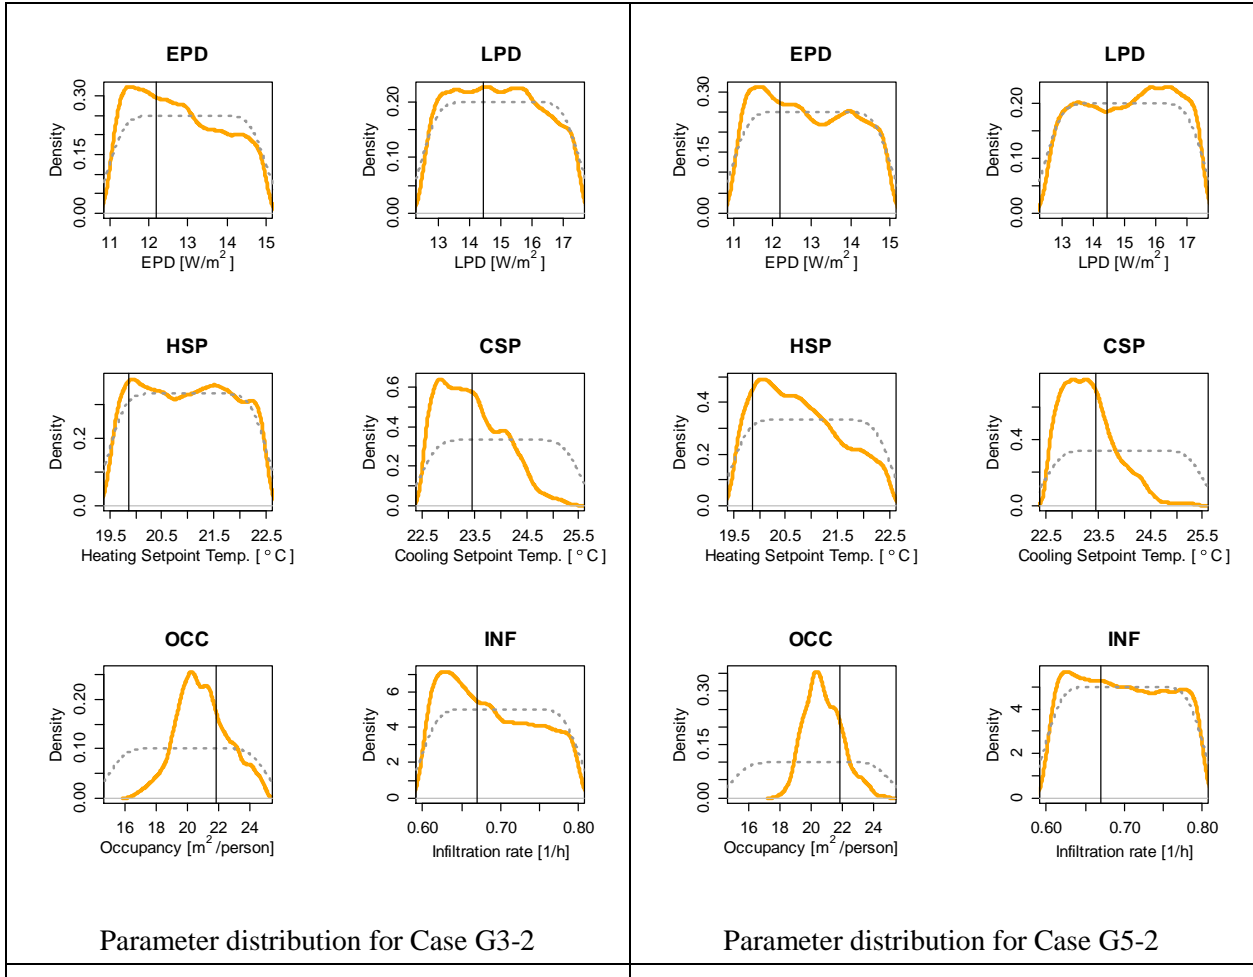 EPD
Density
0.00 0.15 0.30
11 12 13 14 15
EPD [W/m² ]
LPD
Density
0.00 0.10 0.20
13 14 15 16 17
LPD [W/m² ]
HSP
Density
0.0 0.2
19.5 20.5 21.5 22.5
Heating Setpoint Temp. [ ° C ]
CSP
Density
0.0 0.2 0.4 0.6
22.5 23.5 24.5 25.5
Cooling Setpoint Temp. [ ° C ]
OCC
Density
0.00 0.10 0.20
16 18 20 22 24
Occupancy [m² /person]
INF
Density
0 2 4 6
0.60 0.70 0.80
Infiltration rate [1/h]
Parameter distribution for Case G3-2
EPD
Density
0.00 0.15 0.30
11 12 13 14 15
EPD [W/m² ]
LPD
Density
0.00 0.10 0.20
13 14 15 16 17
LPD [W/m² ]
HSP
Density
0.0 0.2 0.4
19.5 20.5 21.5 22.5
Heating Setpoint Temp. [ ° C ]
CSP
Density
0.0 0.4
22.5 23.5 24.5 25.5
Cooling Setpoint Temp. [ ° C ]
OCC
Density
0.00 0.15 0.30
16 18 20 22 24
Occupancy [m² /person]
INF
Density
0 2 4
0.60 0.70 0.80
Infiltration rate [1/h]
Parameter distribution for Case G5-2